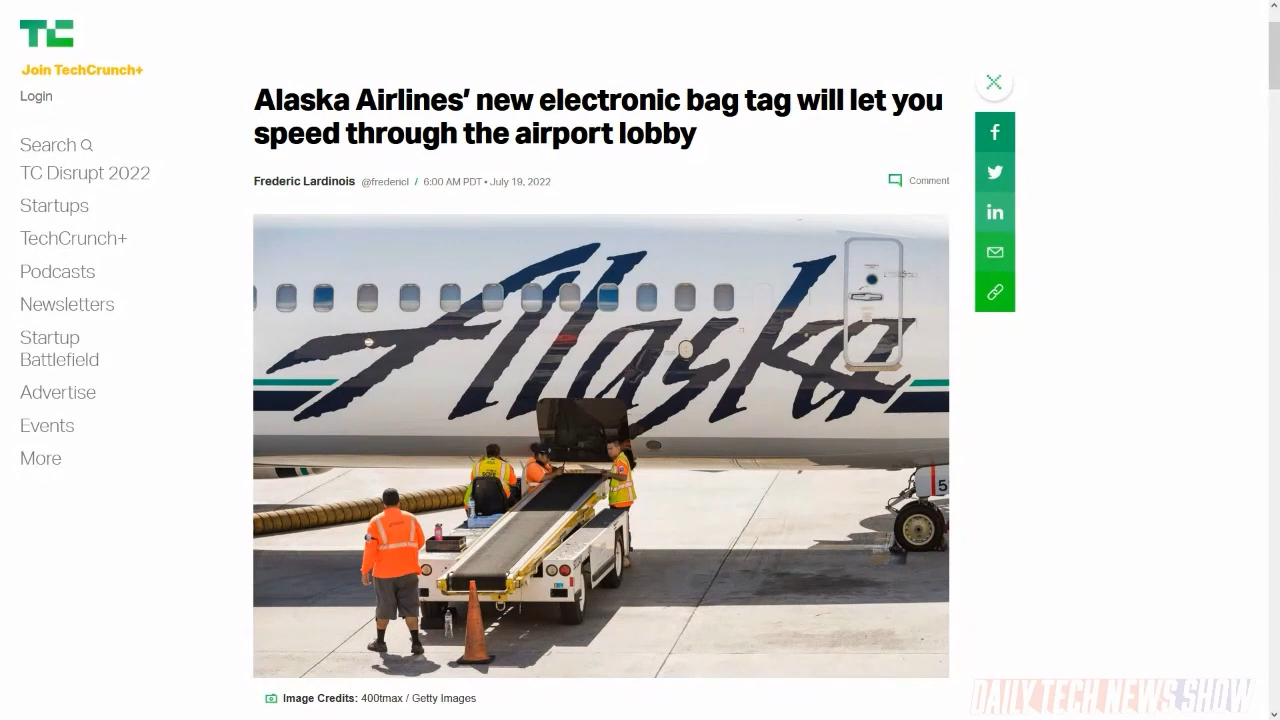 TC
Join TechCrunch+
Login
Search
TC Disrupt 2022
Startups
TechCrunch+
Podcasts
Newsletters
Startup
Battlefield
Advertise
Events
More
Alaska Airlines’ new electronic bag tag will let you
speed through the airport lobby
Frederic Lardinois @fredericl / 6:00 AM PDT • July 19, 2022
Comment
f
in
Alaska
5
Image Credits: 400tmax / Getty Images
DAILY TECH NEWS SHOW